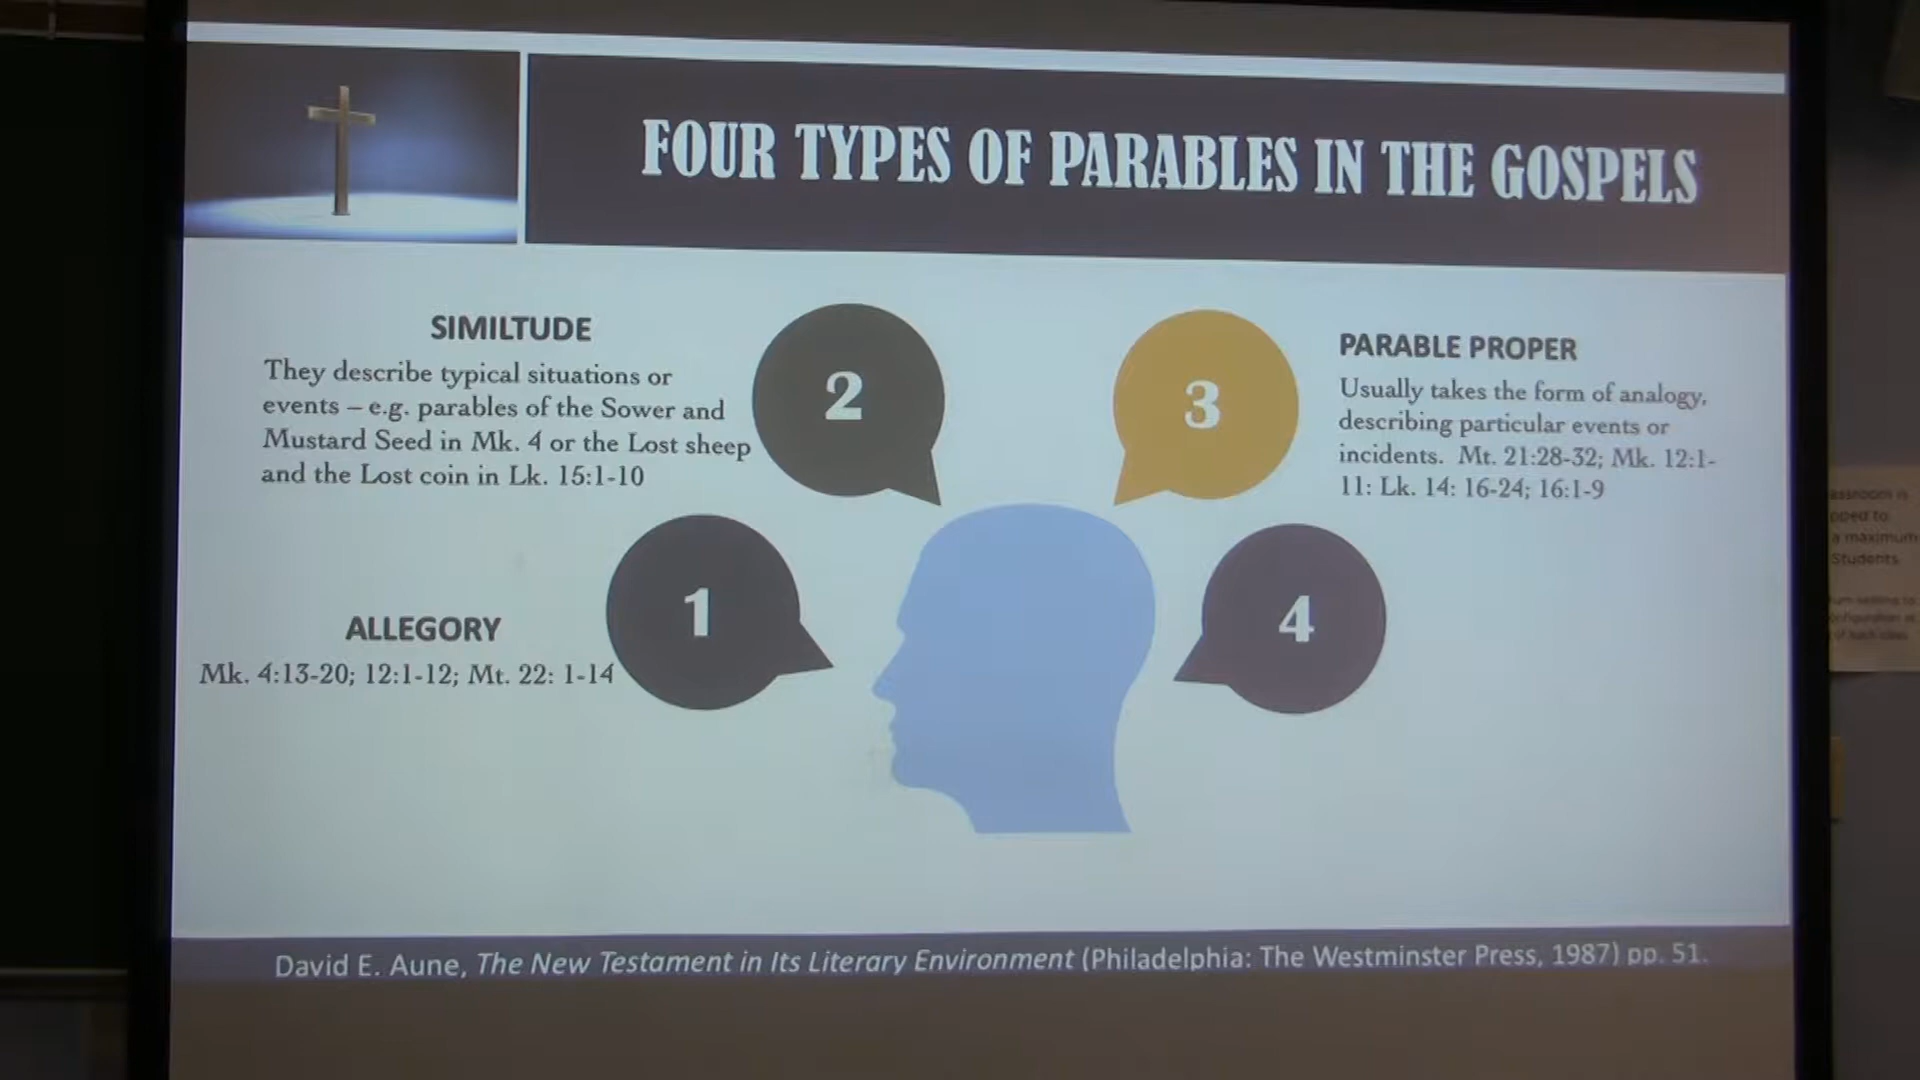 FOUR TYPES OF PARABLES IN THE GOSPELS
SIMILTUDE
They describe typical situations or
events – e.g. parables of the Sower and
Mustard Seed in Mk. 4 or the Lost sheep
and the Lost coin in Lk. 15:1-10
2
3
PARABLE PROPER
Usually takes the form of analogy,
describing particular events or
incidents. Mt. 21:28-32; Mk. 12:1-
11: Lk. 14: 16-24; 16:1-9
ALLEGORY
Mk. 4:13-20; 12:1-12; Mt. 22: 1-14
1
4
David E. Aune, The New Testament in Its Literary Environment (Philadelphia: The Westminster Press, 1987) pp. 51.
a maximum
Students